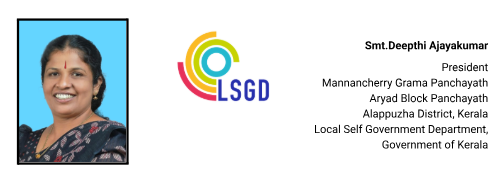 LSGD
Smt.Deepthi Ajayakumar
President
Mannancherry Grama Panchayath
Aryad Block Panchayath
Alappuzha District, Kerala
Local Self Government Department,
Government of Kerala